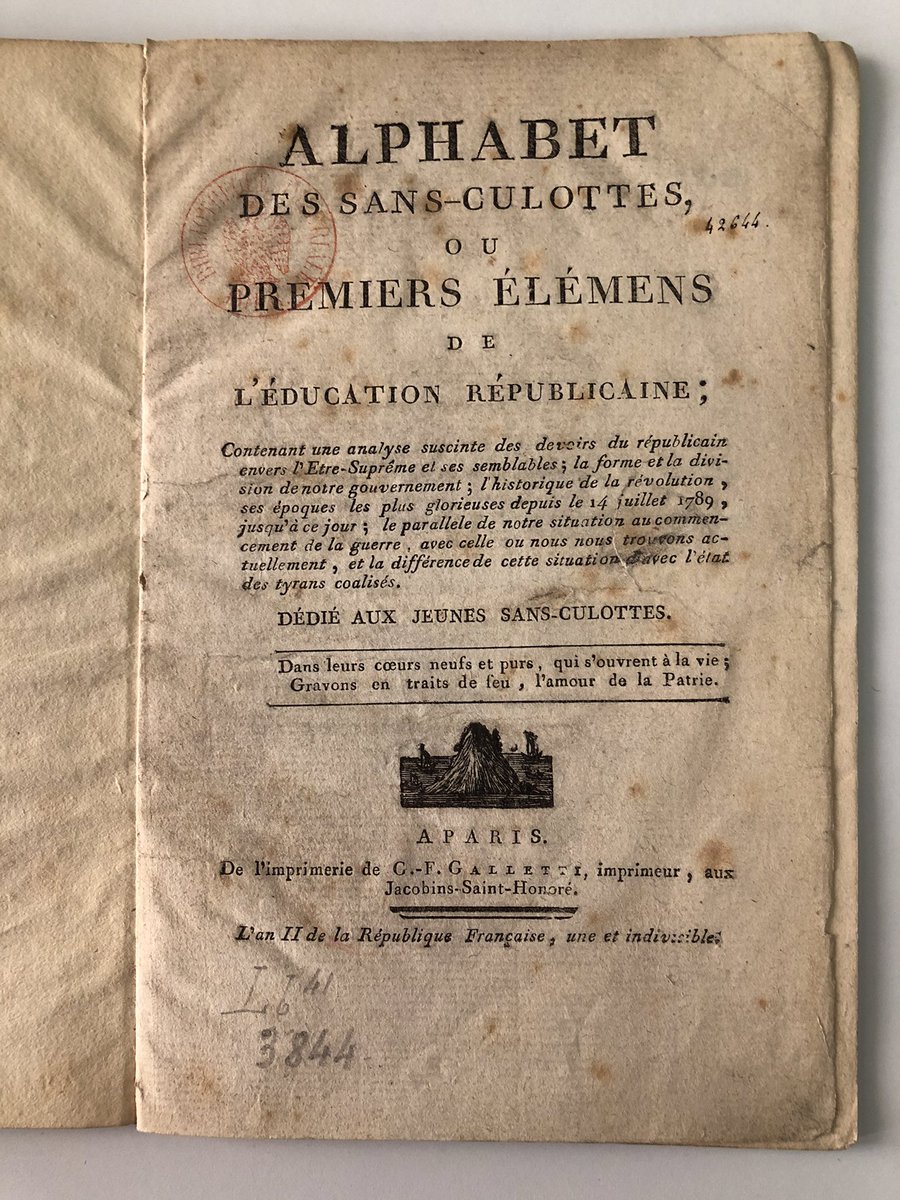 ALPHABET
DES SANS-CULOTTES,
42644.
OU
PREMIERS ÉLÉMENS
DE
L'ÉDUCATION RÉPUBLICAINE;
Contenant une analyse suscinte des devoirs du républicain
envers l'Etre-Suprême et ses semblables; la forme et la divi-
sion de notre gouvernement; l'historique de la révolution,
ses époques les plus glorieuses depuis le 14 juillet 1789,
jusqu'à ce jour; le parallele de notre situation au commen-
cement de la guerre, avec celle ou nous nous trouvons ac-
tuellement, et la différence de cette situation d'avec l'état
des tyrans coalisés.
DÉDIÉ AUX JEUNES SANS-CULOTTES.
Dans leurs cœurs neufs et purs, qui s'ouvrent à la vie;
Gravons en traits de feu, l'amour de la Patrie.
A PARIS.
De l'imprimerie de C.-F. GALLETTI, imprimeur, aux
Jacobins-Saint-Honoré.
L'an II de la République Française, une et indivisible.
Lb 41
3844